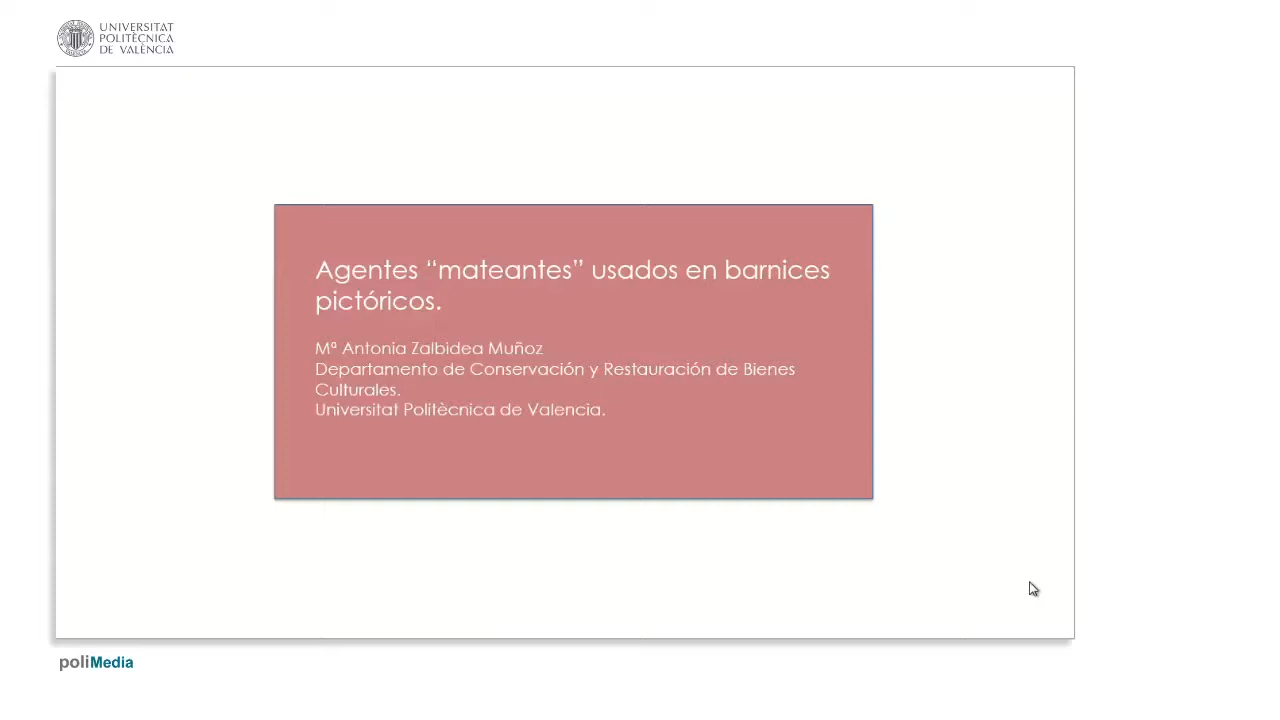 UNIVERSITAT
POLITÈCNICA
DE VALÈNCIA
Agentes “mateantes” usados en barnices
pictóricos.
Mª Antonia Zalbidea Muñoz
Departamento de Conservación y Restauración de Bienes
Culturales.
Universitat Politècnica de Valencia.
poliMedia